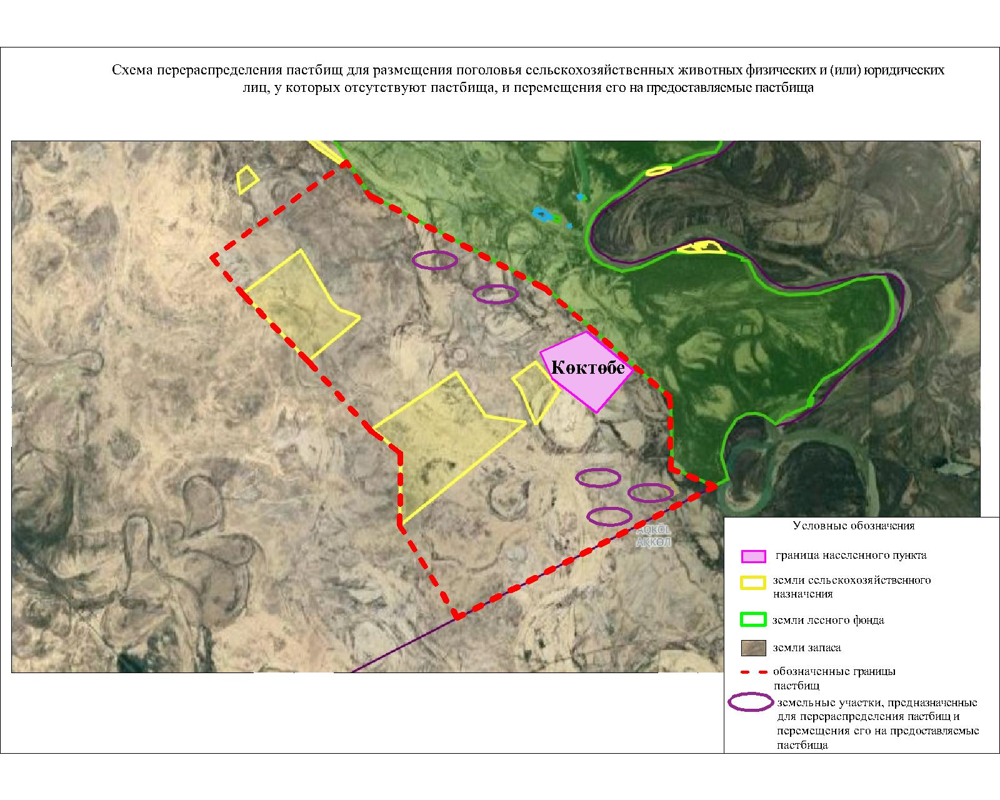 Схема перераспределения пастбищ для размещения поголовья сельскохозяйственных животных физических и (или) юридических
лиц, у которых отсутствуют пастбища, и перемещения его на предоставляемые пастбища
Көктөбе
AQKÓL
АҚКӨЛ
Условные обозначения
граница населенного пункта
земли сельскохозяйственного
назначения
земли лесного фонда
земли запаса
обозначенные границы
пастбищ
земельные участки, предназначенные
для перераспределения пастбищ и
перемещения его на предоставляемые
пастбища